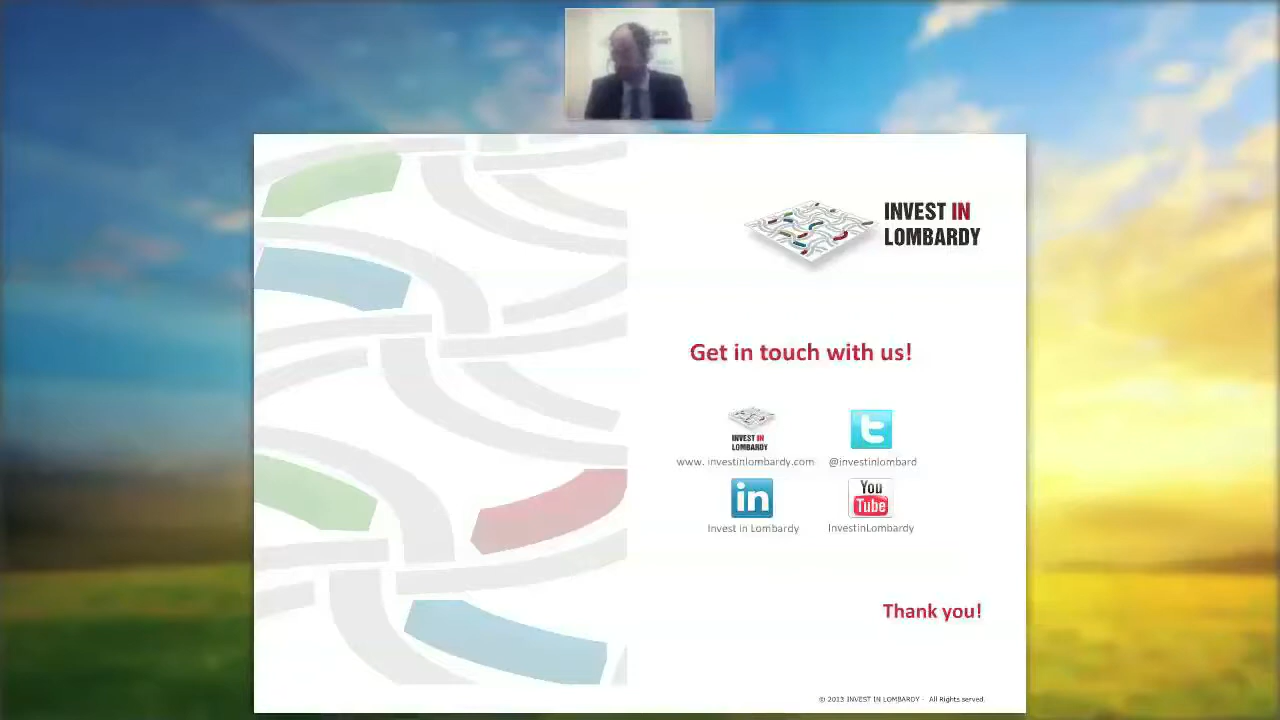 INVEST IN
LOMBARDY
Get in touch with us!
INVEST IN
LOMBARDY
www. investinlombardy.com
@investinlombard
in
Invest in Lombardy
You
Tube
InvestinLombardy
Thank you!
© 2013 INVEST IN LOMBARDY - All Rights served.